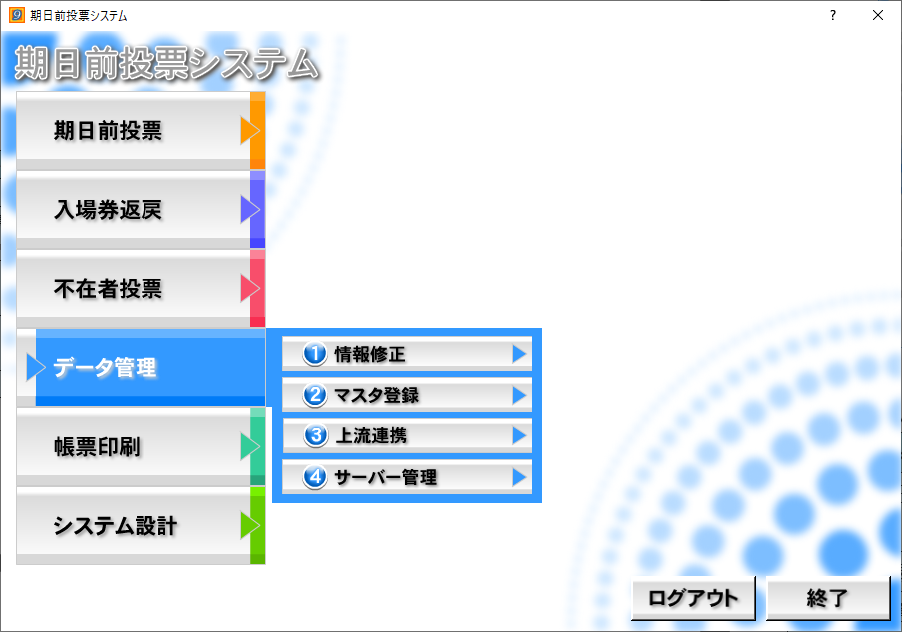 期日前投票システム
期日前投票システム
期日前投票
入場券返戻
不在者投票
データ管理
1 情報修正
2 マスタ登録
3 上流連携
4 サーバー管理
帳票印刷
システム設計
ログアウト
終了